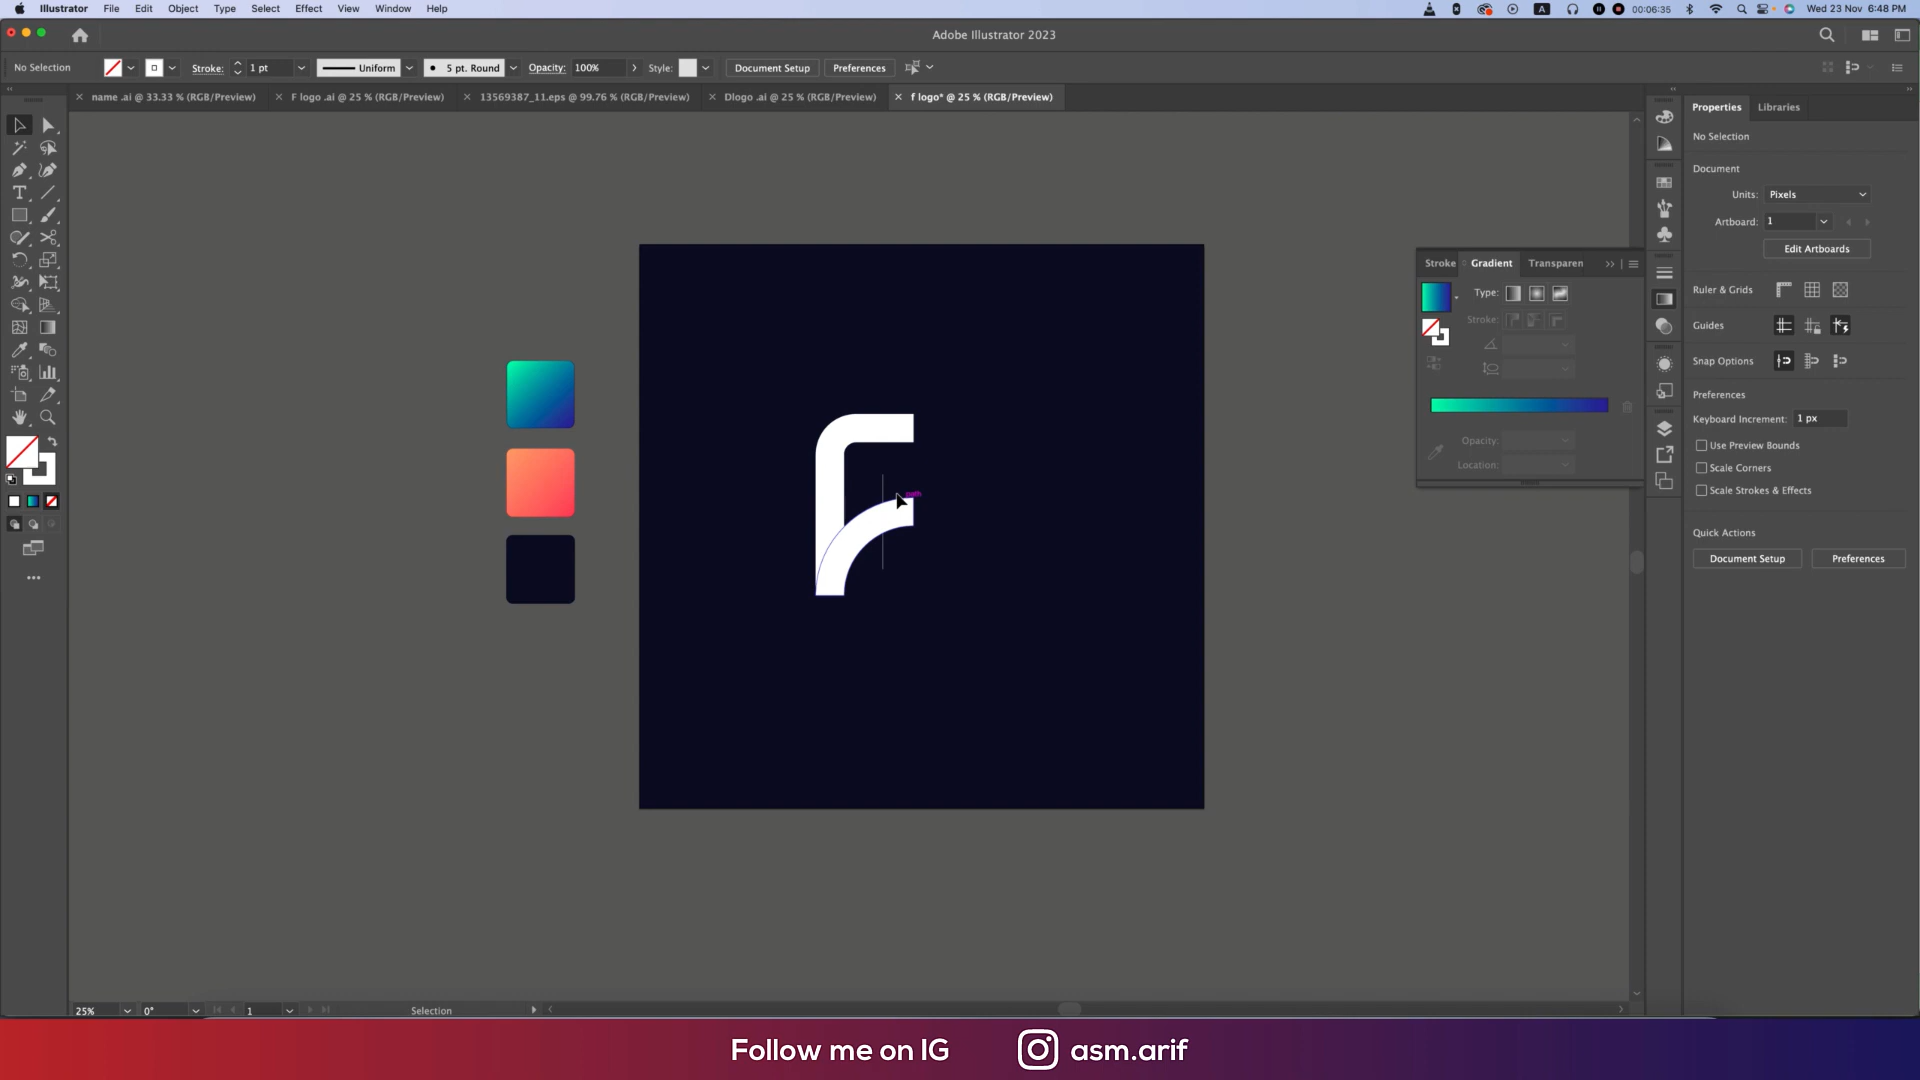 Illustrator File Edit Object Type Select Effect View Window Help
A 00:06:35 Wed 23 Nov 6:48 PM
Adobe Illustrator 2023
No Selection Stroke: 1 pt Uniform 5 pt. Round Opacity: 100% Style: Document Setup Preferences
name .ai @ 33.33 % (RGB/Preview) F logo .ai @ 25 % (RGB/Preview) 13569387_11.eps @ 99.76 % (RGB/Preview) Dlogo .ai @ 25 % (RGB/Preview) f logo* @ 25 % (RGB/Preview)
Properties Libraries
No Selection
Document
Units: Pixels
Artboard: 1
Edit Artboards
Stroke Gradient Transparen
Type:
Stroke:
Opacity:
Location:
Ruler & Grids
Guides
Snap Options
Preferences
Keyboard Increment: 1 px
Use Preview Bounds
Scale Corners
Scale Strokes & Effects
Quick Actions
Document Setup Preferences
path
25% 0° 1 Selection
Follow me on IG asm.arif